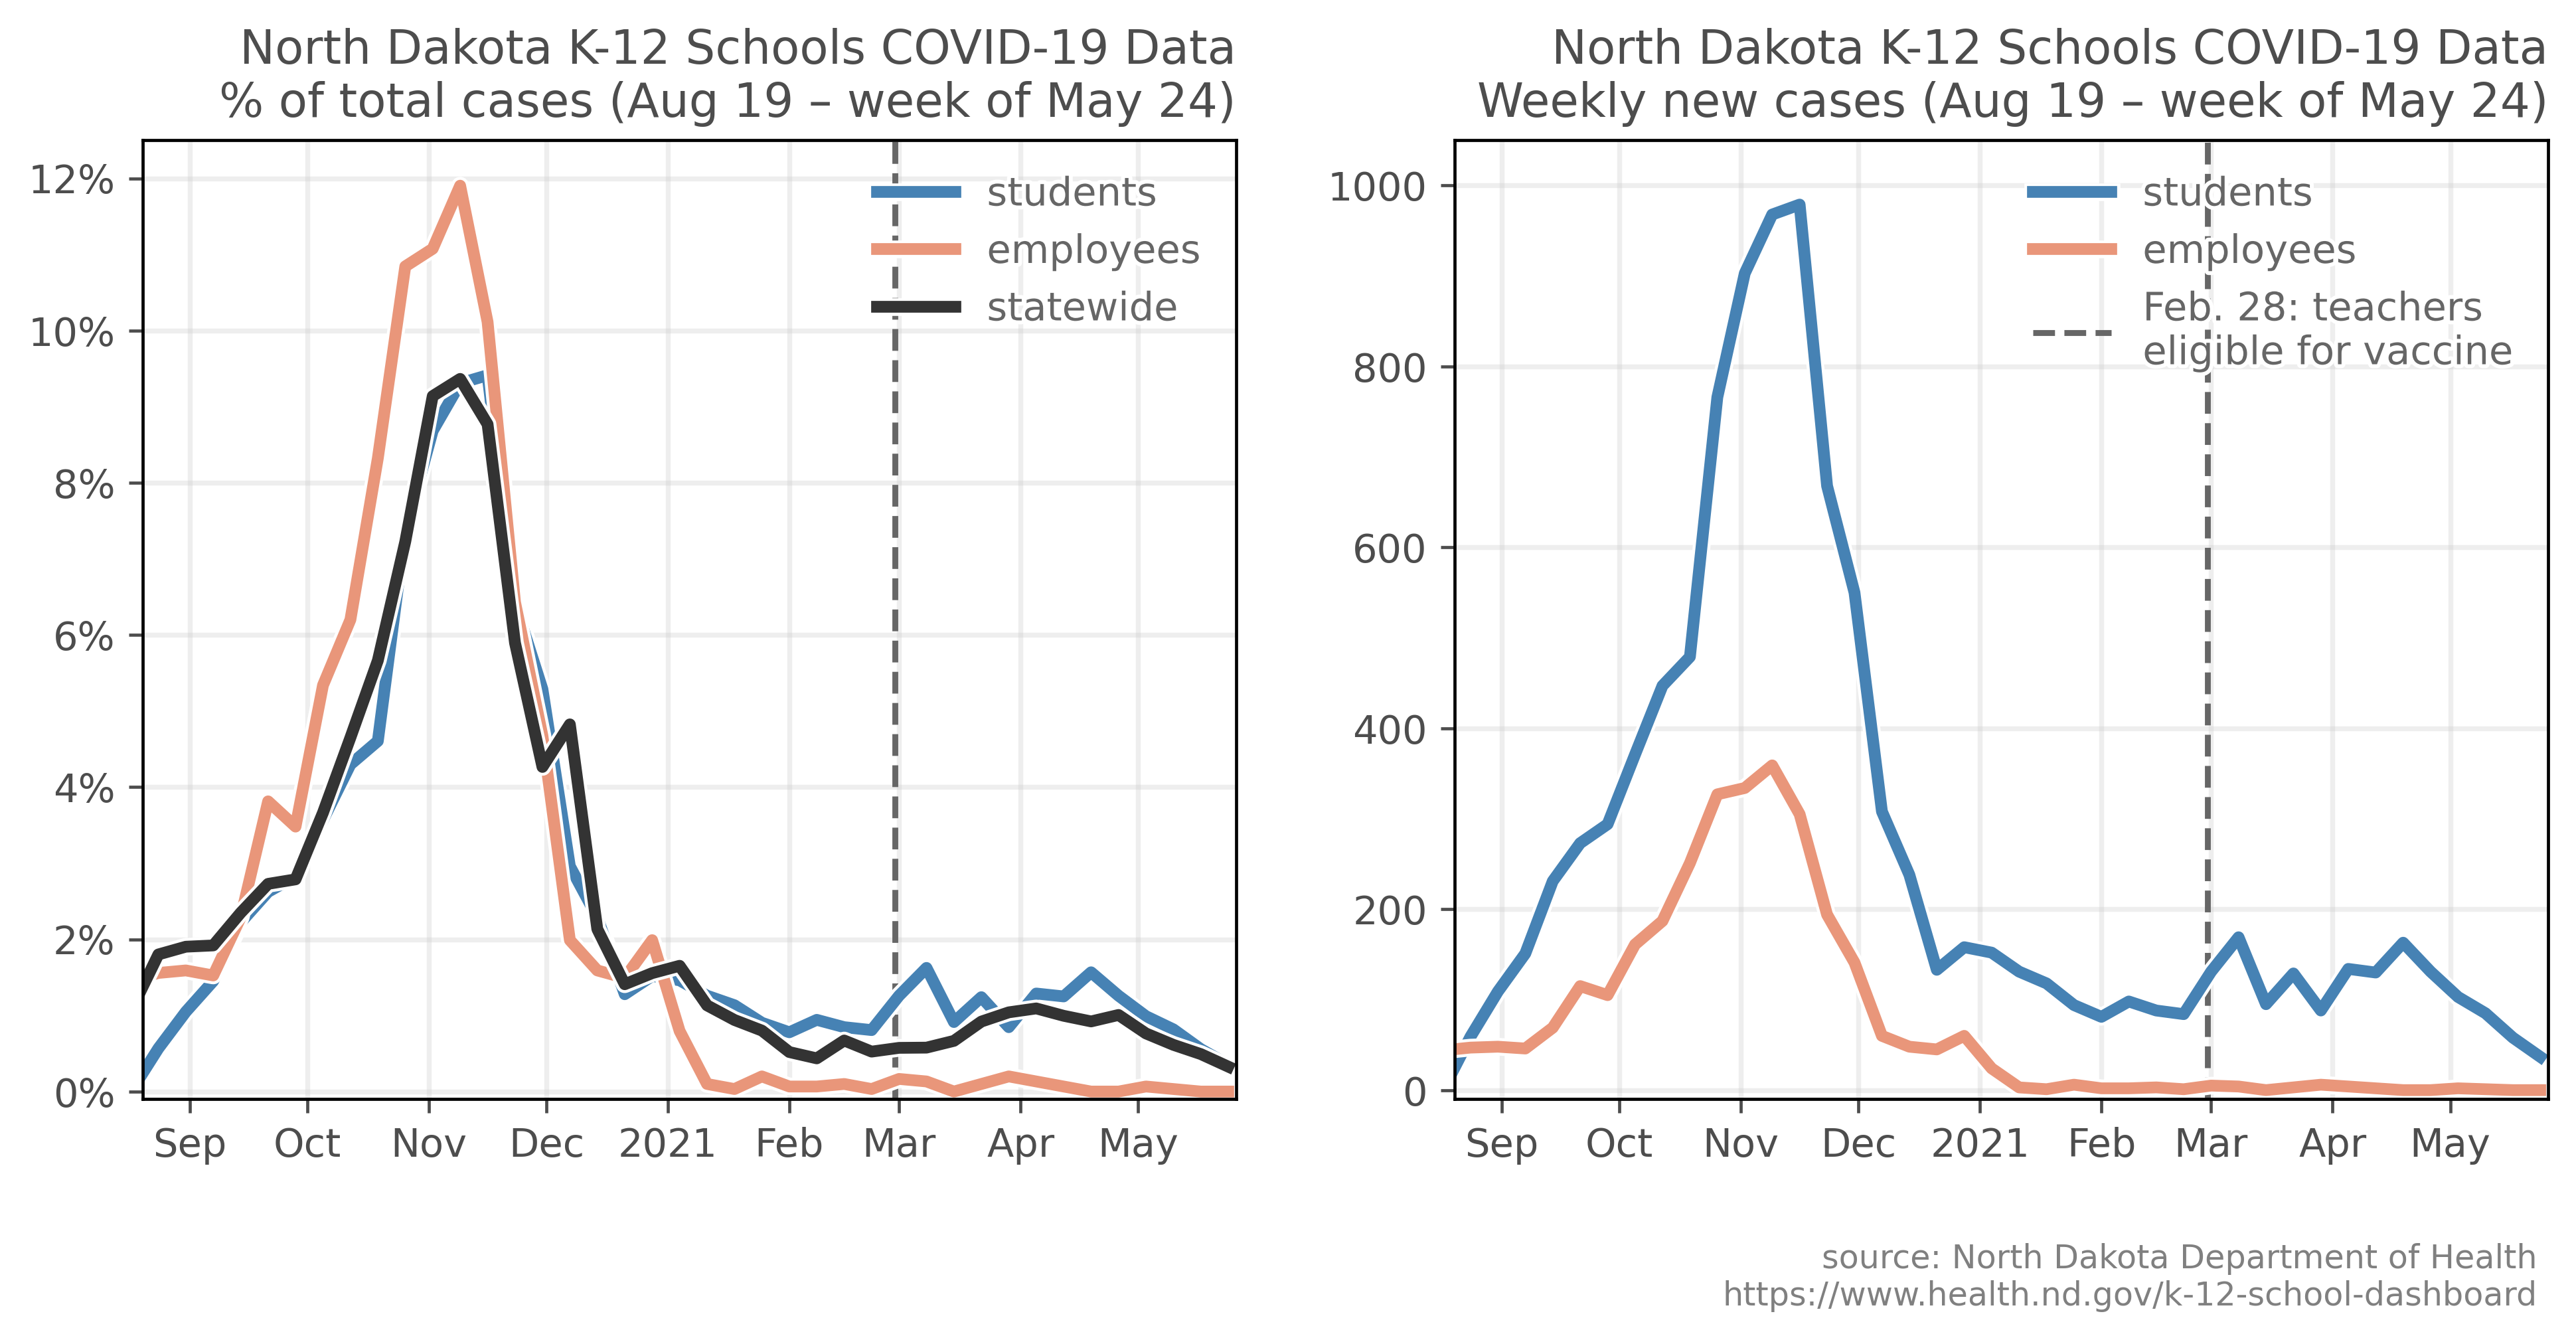 North Dakota K-12 Schools COVID-19 Data
% of total cases (Aug 19 – week of May 24)
12%
10%
8%
6%
4%
2%
0%
students
employees
statewide
Sep Oct Nov Dec 2021 Feb Mar Apr May
North Dakota K-12 Schools COVID-19 Data
Weekly new cases (Aug 19 – week of May 24)
1000
800
600
400
200
0
students
employees
Feb. 28: teachers
eligible for vaccine
Sep Oct Nov Dec 2021 Feb Mar Apr May
source: North Dakota Department of Health
https://www.health.nd.gov/k-12-school-dashboard